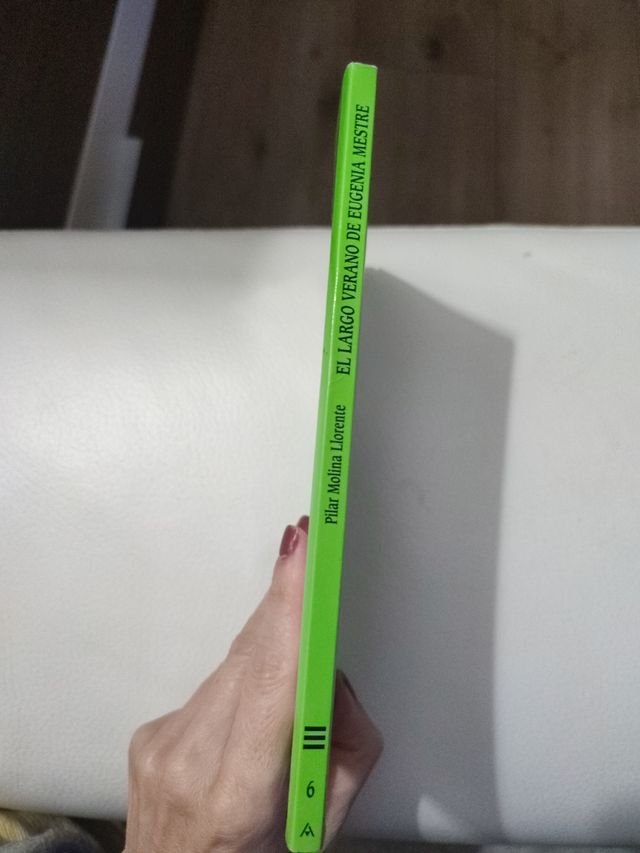 Pilar Molina Llorente EL LARGO VERANO DE EUGENIA MESTRE
6